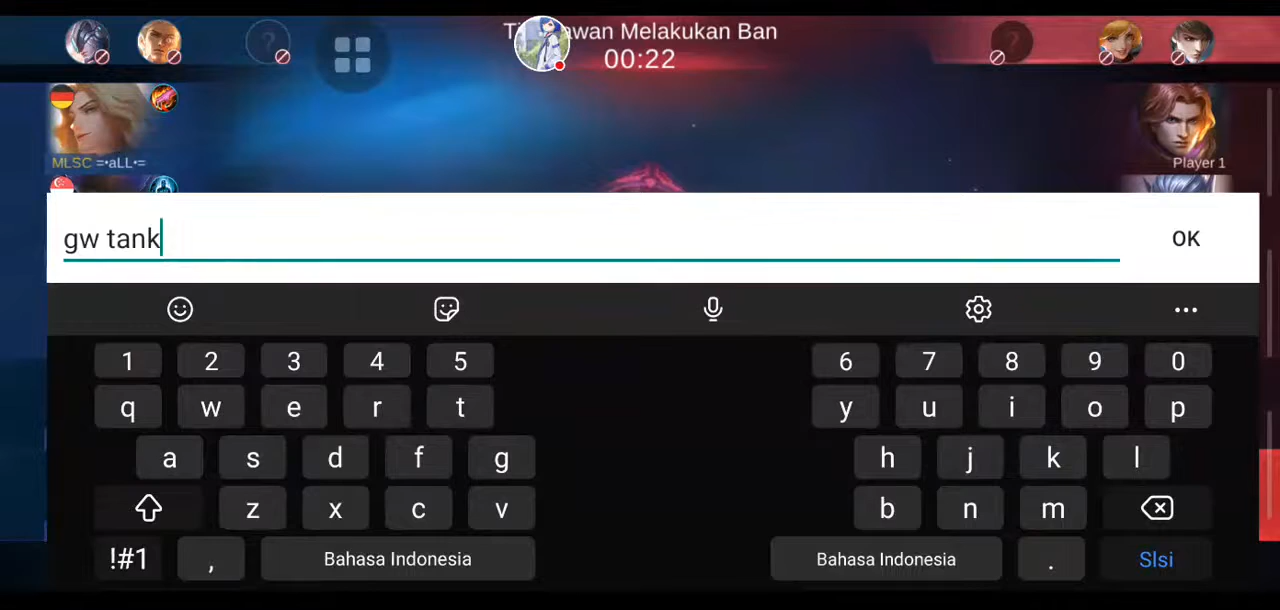 Melakukan Ban
00:22
MLSC =•aLL•=
Player 1
gw tank
OK
1 2 3 4 5 6 7 8 9 0
q w e r t y u i o p
a s d f g h j k l
z x c v b n m
!#1 , Bahasa Indonesia Bahasa Indonesia . Slsi